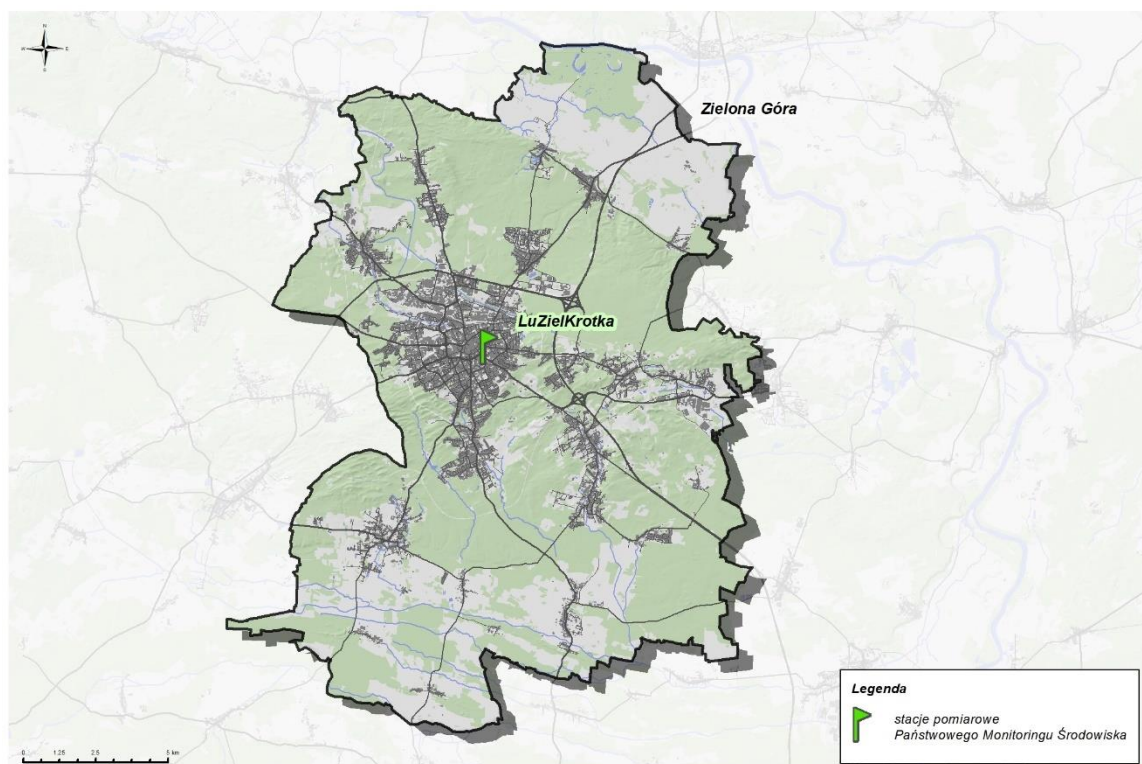 N
W E
S
Zielona Góra
LuZielKrotka
Legenda
stacje pomiarowe
Państwowego Monitoringu Środowiska
0 1.25 2.5 5 km